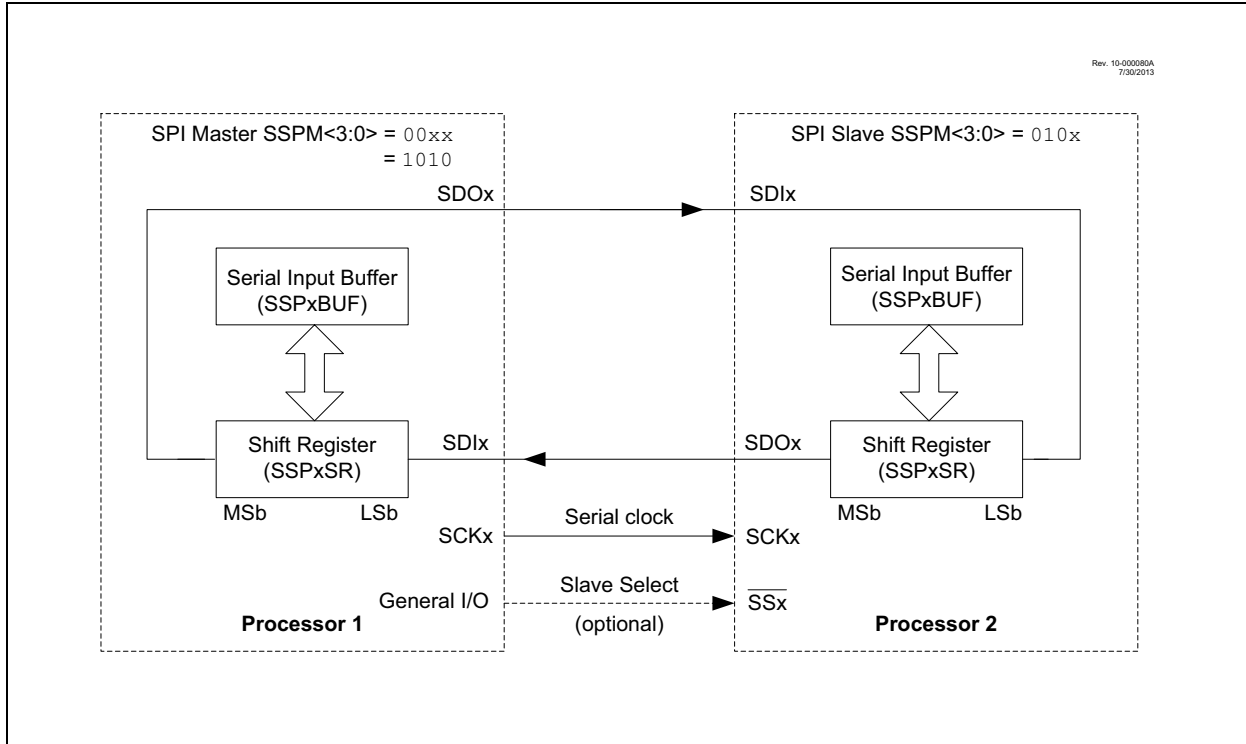 Rev. 10-000080A
7/30/2013
SPI Master SSPM<3:0> = 00xx
= 1010
SPI Slave SSPM<3:0> = 010x
SDOx
SDIx
Serial Input Buffer
(SSPxBUF)
Serial Input Buffer
(SSPxBUF)
Shift Register
(SSPxSR)
SDIx
SDOx
Shift Register
(SSPxSR)
MSb
LSb
MSb
LSb
SCKx
Serial clock
SCKx
General I/O
Slave Select
(optional)
SSx
Processor 1
Processor 2